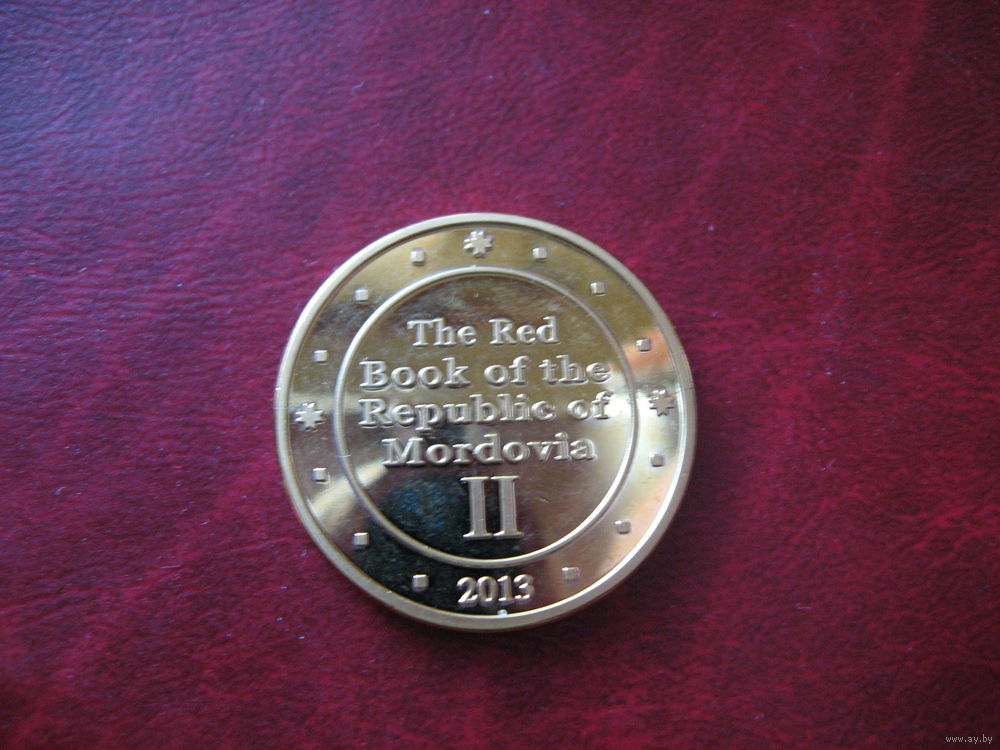 The Red
Book of the
Republic of
Mordovia
II
2013
www.ay.by